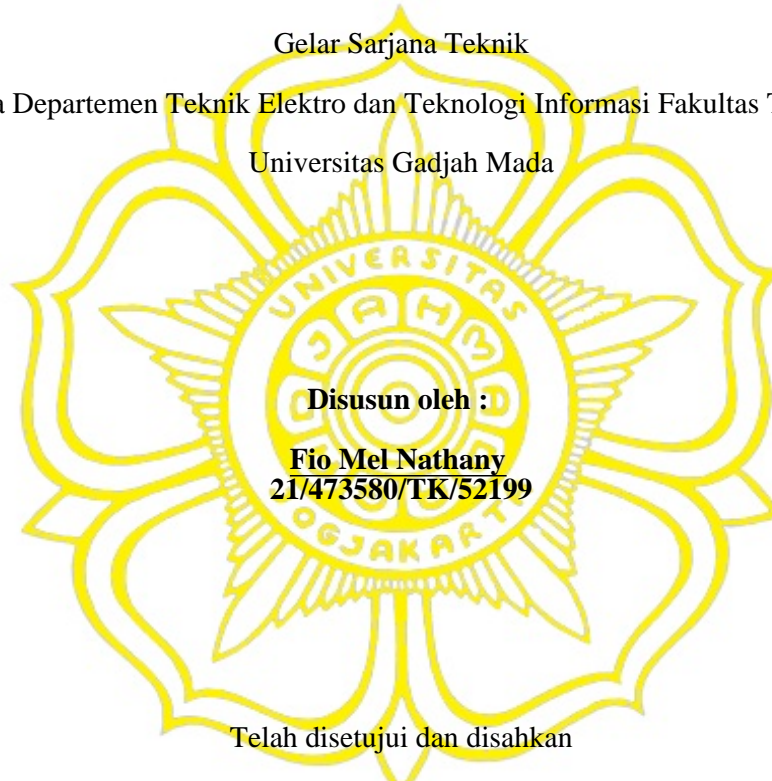 Gelar Sarjana Teknik
a Departemen Teknik Elektro dan Teknologi Informasi Fakultas T
Universitas Gadjah Mada
UNIVERSITAS
Disusun oleh :
Fio Mel Nathany
21/473580/TK/52199
OGJAKART
Telah disetujui dan disahkan